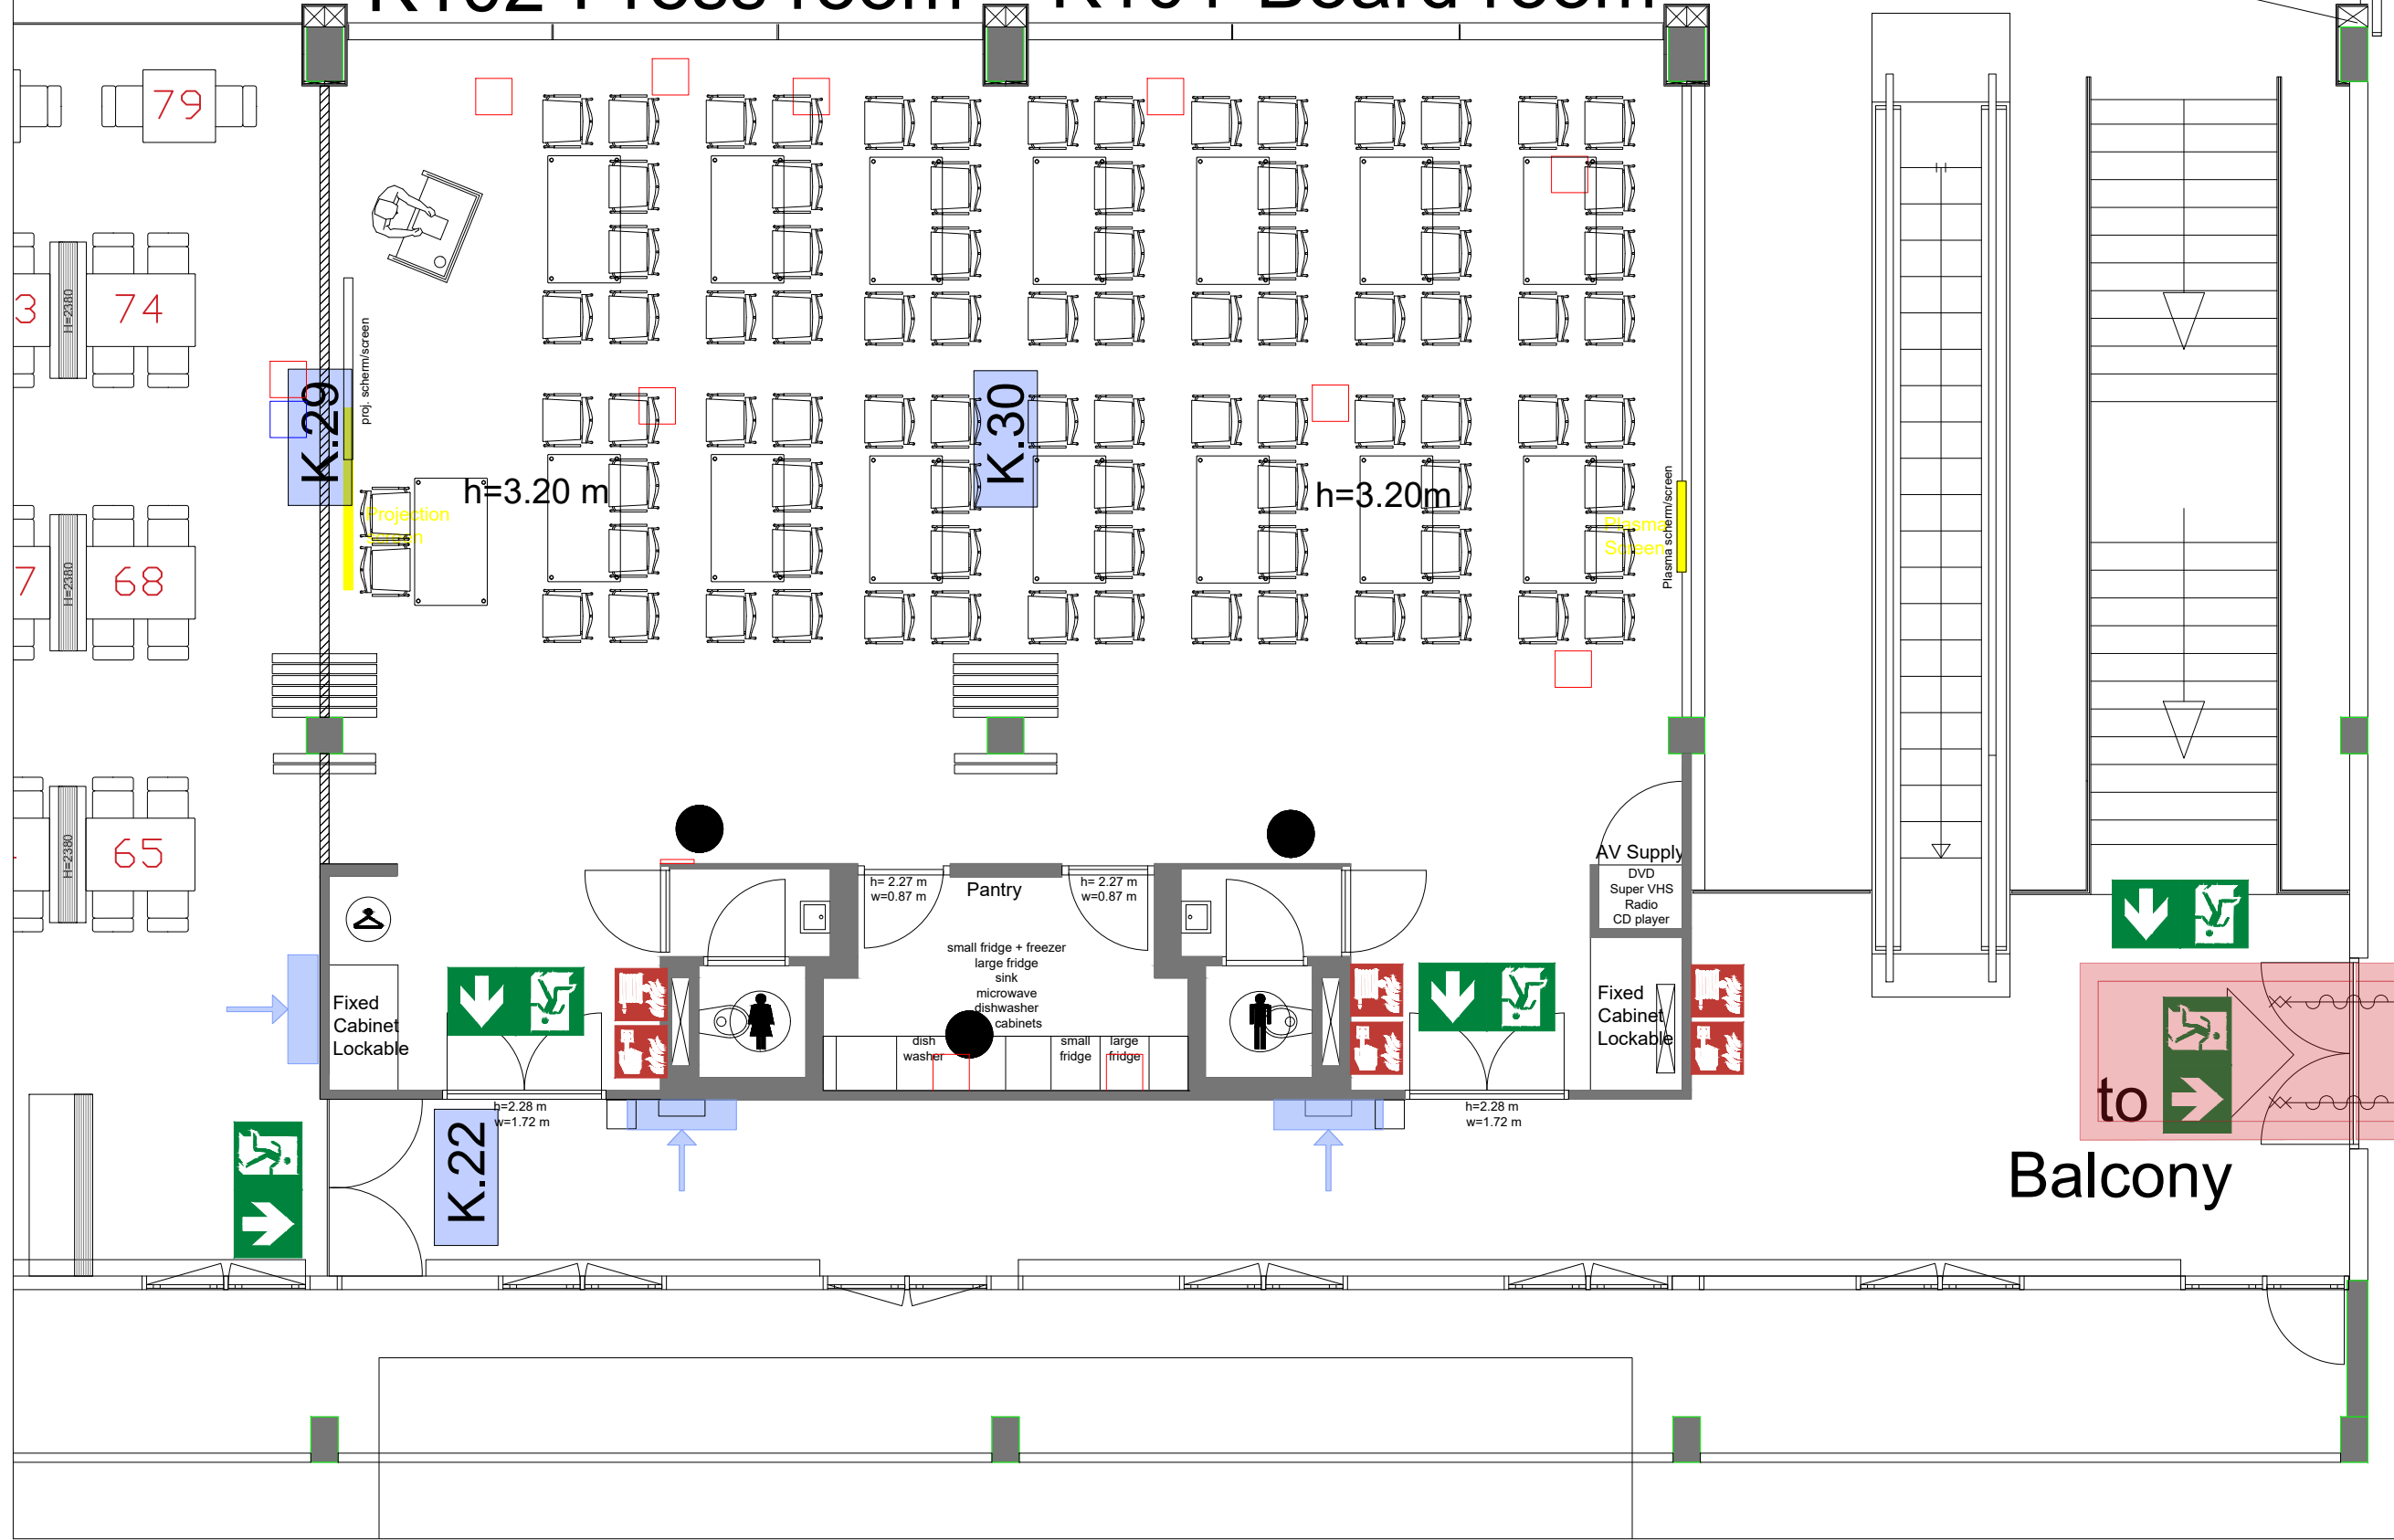 79
H=2380
74
proj. scherm/screen
K.29
K.30
h=3.20 m
h=3.20m
Projection
Plasma
Screen
Plasma scherm/screen
7
H=2380
68
H=2380
65
AV Supply
DVD
Super VHS
Radio
CD player
h= 2.27 m
w=0.87 m
Pantry
h= 2.27 m
w=0.87 m
small fridge + freezer
large fridge
sink
microwave
dishwasher
cabinets
Fixed
Cabinet
Lockable
Fixed
Cabinet
Lockable
dish
washer
small
fridge
large
fridge
h=2.28 m
w=1.72 m
h=2.28 m
w=1.72 m
K.22
to
Balcony